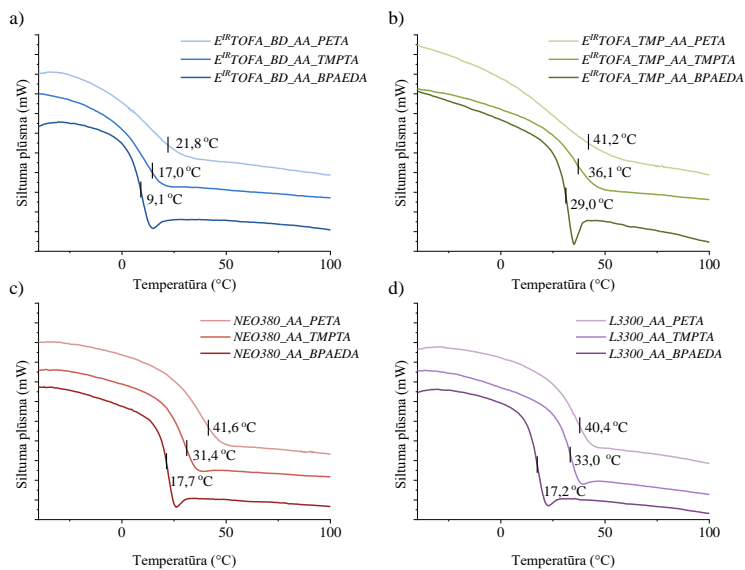 a)
E^IR TOFA_BD_AA_PETA
E^IR TOFA_BD_AA_TMPTA
E^IR TOFA_BD_AA_BPAEDA
Siltuma plūsma (mW)
21,8 °C
17,0 °C
9,1 °C
0
50
100
Temperatūra (°C)
b)
E^IR TOFA_TMP_AA_PETA
E^IR TOFA_TMP_AA_TMPTA
E^IR TOFA_TMP_AA_BPAEDA
Siltuma plūsma (mW)
41,2 °C
36,1 °C
29,0 °C
0
50
100
Temperatūra (°C)
c)
NEO380_AA_PETA
NEO380_AA_TMPTA
NEO380_AA_BPAEDA
Siltuma plūsma (mW)
41,6 °C
31,4 °C
17,7 °C
0
50
100
Temperatūra (°C)
d)
L3300_AA_PETA
L3300_AA_TMPTA
L3300_AA_BPAEDA
Siltuma plūsma (mW)
40,4 °C
33,0 °C
17,2 °C
0
50
100
Temperatūra (°C)